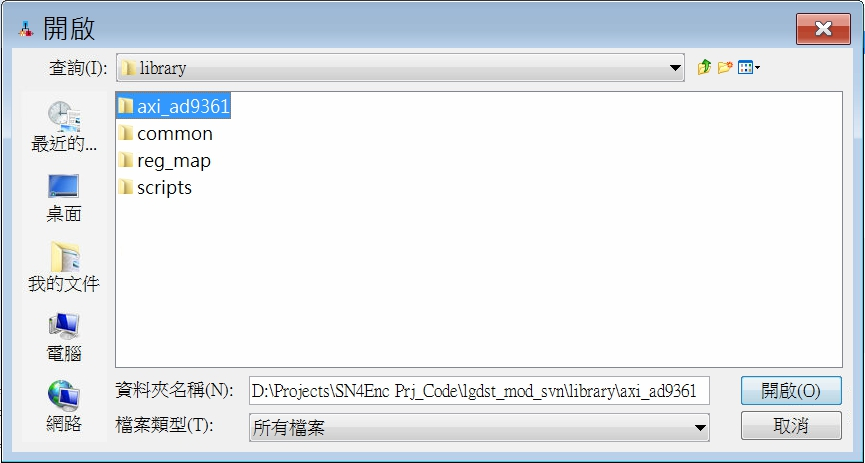 開啟
查詢(I): library
最近的...
桌面
我的文件
電腦
網路
axi_ad9361
common
reg_map
scripts
資料夾名稱(N): D:\Projects\SN4Enc Prj_Code\lgdst_mod_svn\library\axi_ad9361 開啟(O)
檔案類型(T): 所有檔案 取消